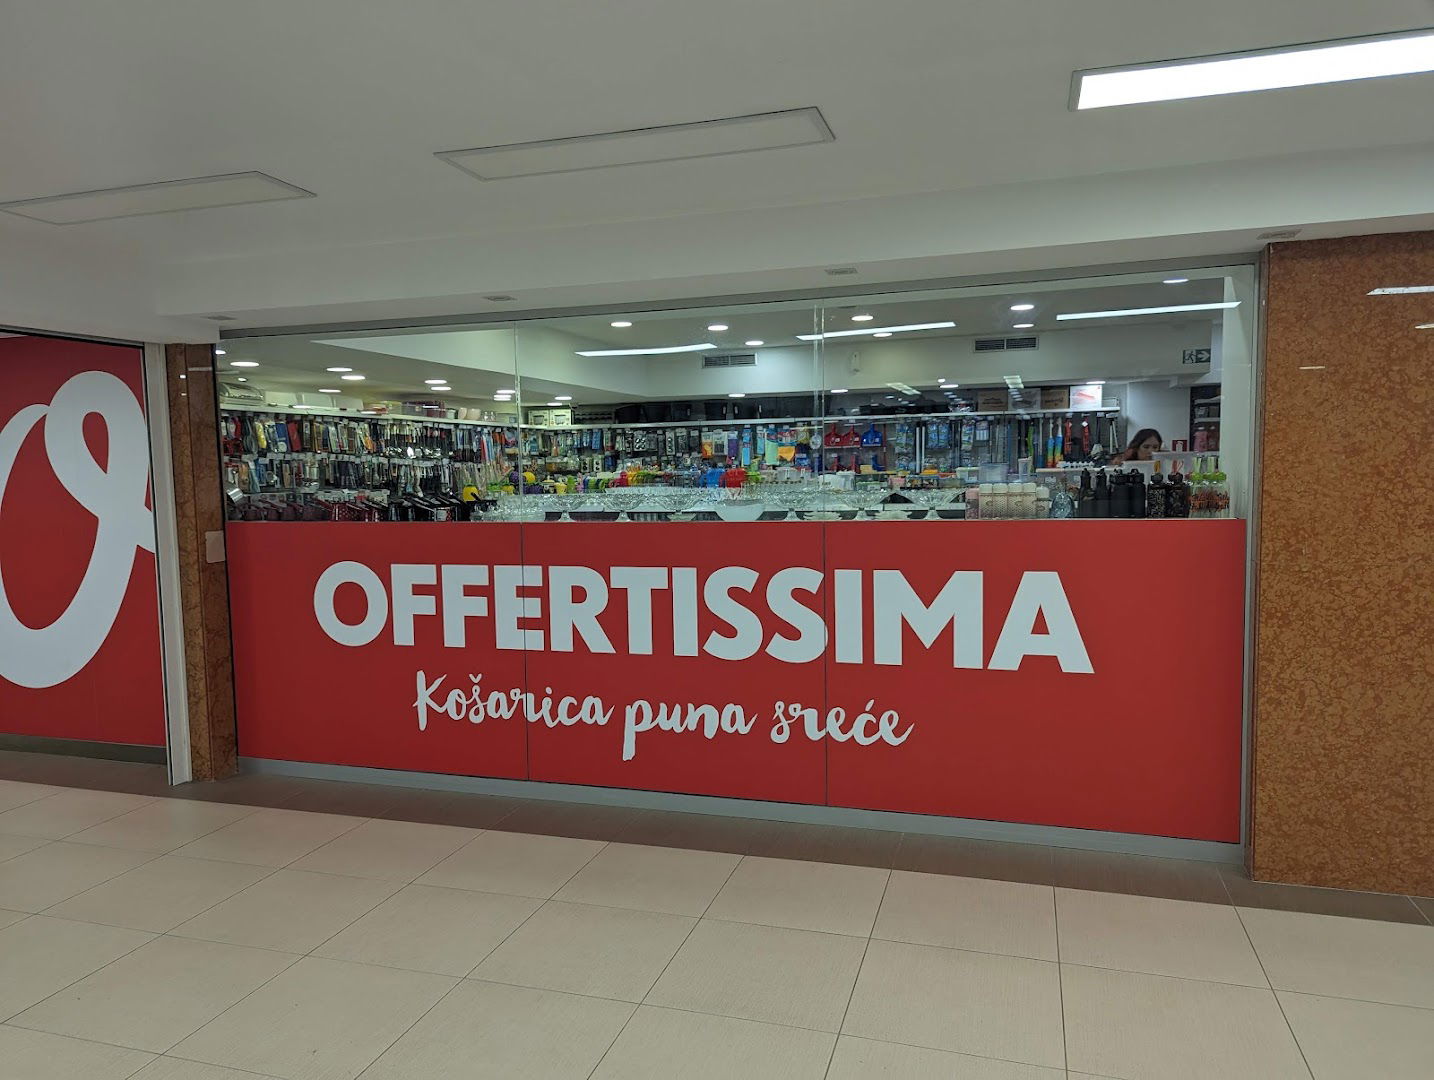 OFFERTISSIMA
Košarica puna sreće